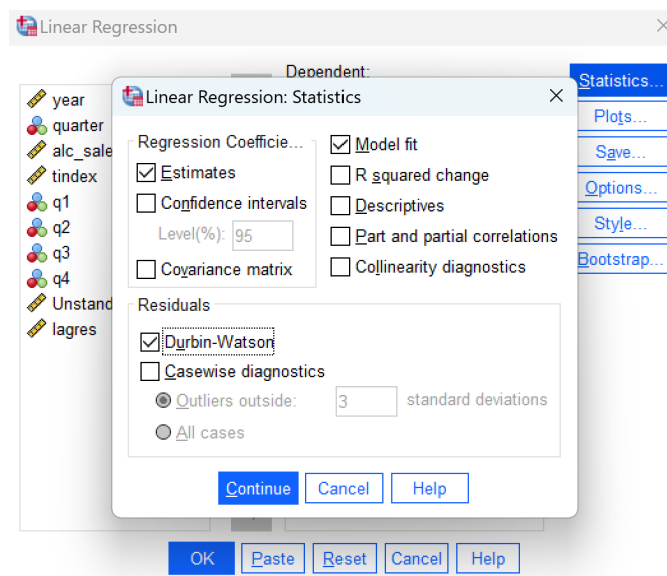 Linear Regression
Dependent:
year
quarter
alc_sale
tindex
q1
q2
q3
q4
Unstand
lagres
Statistics...
Plots...
Save...
Options...
Style...
Bootstrap...
Linear Regression: Statistics
Regression Coefficie...
Estimates
Confidence intervals
Level(%): 95
Covariance matrix
Model fit
R squared change
Descriptives
Part and partial correlations
Collinearity diagnostics
Residuals
Durbin-Watson
Casewise diagnostics
Outliers outside: 3 standard deviations
All cases
Continue Cancel Help
OK Paste Reset Cancel Help